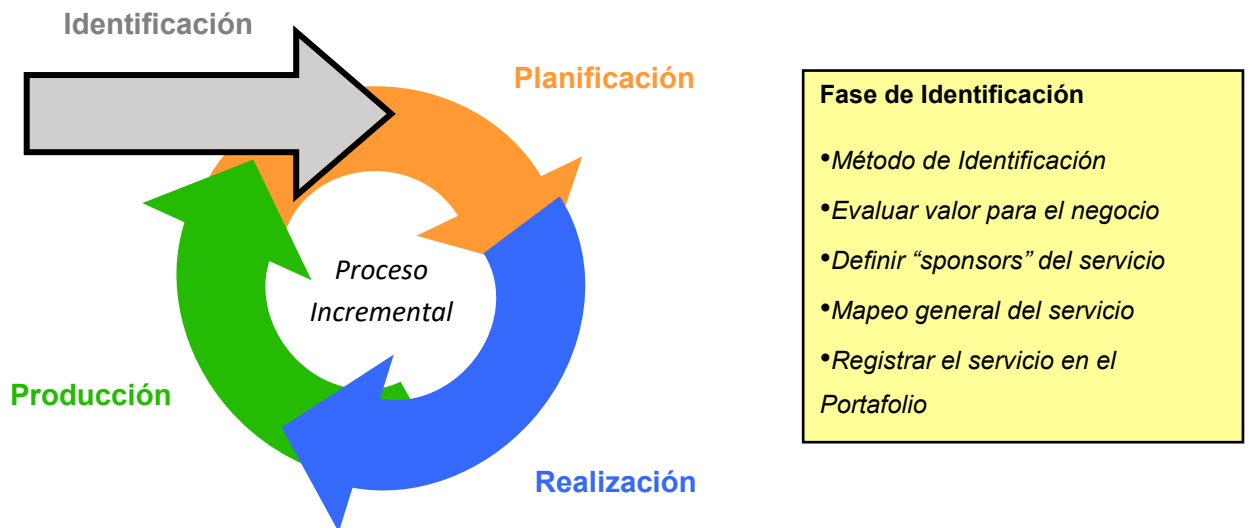 Identificación
Planificación
Proceso
Incremental
Producción
Realización
Fase de Identificación
•Método de Identificación
•Evaluar valor para el negocio
•Definir “sponsors” del servicio
•Mapeo general del servicio
•Registrar el servicio en el
Portafolio